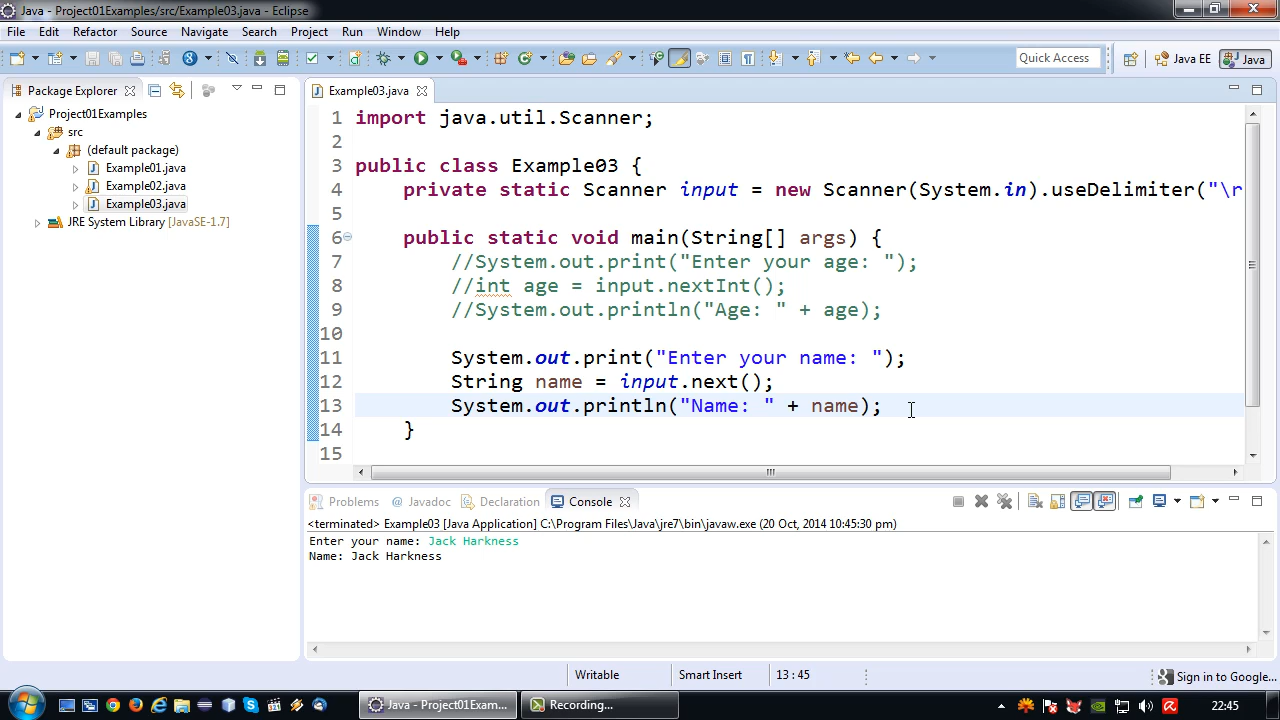 Java - Project01Examples/src/Example03.java - Eclipse
File Edit Refactor Source Navigate Search Project Run Window Help
Quick Access Java EE Java
Package Explorer
Project01Examples
src
(default package)
Example01.java
Example02.java
Example03.java
JRE System Library [JavaSE-1.7]
Example03.java
1 import java.util.Scanner;
2
3 public class Example03 {
4 private static Scanner input = new Scanner(System.in).useDelimiter("\r
5
6 public static void main(String[] args) {
7 //System.out.print("Enter your age: ");
8 //int age = input.nextInt();
9 //System.out.println("Age: " + age);
10
11 System.out.print("Enter your name: ");
12 String name = input.next();
13 System.out.println("Name: " + name);
14 }
15
Problems Javadoc Declaration Console
<terminated> Example03 [Java Application] C:\Program Files\Java\jre7\bin\javaw.exe (20 Oct, 2014 10:45:30 pm)
Enter your name: Jack Harkness
Name: Jack Harkness
Writable Smart Insert 13:45 Sign in to Google...
Java - Project01Exam... Recording... 22:45